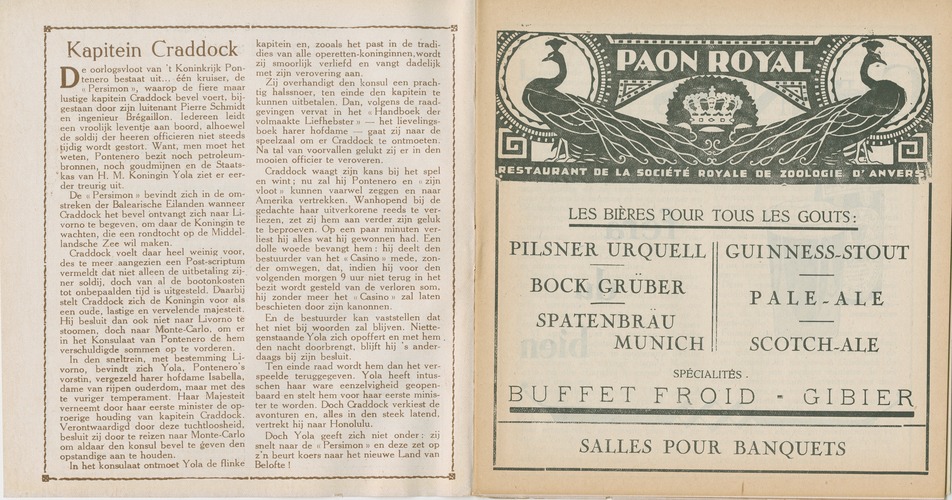 Kapitein Craddock
De oorlogsvloot van 't Koninkrijk Pon-
tenero bestaat uit... één kruiser, de
« Persimon », waarop de fiere maar
lustige kapitein Craddock bevel voert, bij-
gestaan door zijn luitenant Pierre Schmidt
en ingenieur Brégaillon. Iedereen leidt
een vroolijk leventje aan boord, alhoewel
de soldij der heeren officieren niet steeds
tijdig wordt gestort. Want, men moet het
weten, Pontenero bezit noch petroleum-
bronnen, noch goudmijnen en de Staats-
kas van H. M. Koningin Yola ziet er eer-
der treurig uit.
De « Persimon » bevindt zich in de om-
streken der Balearische Eilanden wanneer
Craddock het bevel ontvangt zich naar Li-
vorno te begeven, om daar de Koningin te
wachten, die een rondtocht op de Middel-
landsche Zee wil maken.
Craddock voelt daar heel weinig voor,
des te meer aangezien een Post-scriptum
vermeldt dat niet alleen de uitbetaling zij-
ner soldij, doch van al de bootonkosten
tot onbepaalden tijd is uitgesteld. Daarbij
stelt Craddock zich de Koningin voor als
een oude, lastige en vervelende majesteit.
Hij besluit dan ook niet naar Livorno te
stoomen, doch naar Monte-Carlo, om er
in het Konsulaat van Pontenero de hem
verschuldigde sommen op te vorderen.
In den sneltrein, met bestemming Li-
vorno, bevindt zich Yola, Pontenero's
vorstin, vergezeld harer hofdame Isabella,
dame van rijpen ouderdom, maar met des
te vuriger temperament. Haar Majesteit
verneemt door haar eerste minister de op-
roerige houding van kapitein Craddock.
Verontwaardigd door deze tuchtloosheid,
besluit zij door te reizen naar Monte-Carlo
om aldaar den konsul bevel te geven den
opstandige aan te houden.
In het konsulaat ontmoet Yola de flinke
kapitein en, zooals het past in de tradi-
dies van alle operetten-koninginnen, wordt
zij smoorlijk verliefd en vangt dadelijk
met zijn verovering aan.
Zij overhandigt den konsul een prach-
tig halssnoer, ten einde den kapitein te
kunnen uitbetalen. Dan, volgens de raad-
gevingen vervat in het « Handboek der
volmaakte Liefhebster » — het lievelings-
boek harer hofdame — gaat zij naar de
speelzaal om er Craddock te ontmoeten.
Na tal van voorvallen gelukt zij er in den
mooien officier te veroveren.
Craddock waagt zijn kans bij het spel
en wint ; nu zal hij Pontenero en « zijn
vloot » kunnen vaarwel zeggen en naar
Amerika vertrekken. Wanhopend bij de
gedachte haar uitverkorene reeds te ver-
liezen, zet zij hem aan verder zijn geluk
te beproeven. Op een paar minuten ver-
liest hij alles wat hij gewonnen had. Een
dolle woede bevangt hem : hij deelt den
bestuurder van het « Casino » mede, zon-
der omwegen, dat, indien hij voor den
volgenden morgen 9 uur niet terug in het
bezit wordt gesteld van de verloren som,
hij zonder meer het « Casino » zal laten
beschieten door zijn kanonnen.
En de bestuurder kan vaststellen dat
het niet bij woorden zal blijven. Niette-
genstaande Yola zich opoffert en met hem
den nacht doorbrengt, blijft hij 's ander-
daags bij zijn besluit.
Ten einde raad wordt hem dan het ver-
speelde teruggegeven. Yola heeft intus-
schen haar ware eenzelvigheid geopen-
baard en stelt hem voor haar eerste minis-
ter te worden. Doch Craddock verkiest de
avonturen en, alles in den steek latend,
vertrekt hij naar Honolulu.
Doch Yola geeft zich niet onder : zij
snelt naar de « Persimon » en deze zet op
z'n beurt koers naar het nieuwe Land van
Belofte !
PAON ROYAL
RESTAURANT DE LA SOCIÉTÉ ROYALE DE ZOOLOGIE D'ANVERS
LES BIÈRES POUR TOUS LES GOUTS :
PILSNER URQUELL
BOCK GRÜBER
SPATENBRÄU
MUNICH
GUINNESS-STOUT
PALE-ALE
SCOTCH-ALE
SPÉCIALITÉS.
BUFFET FROID - GIBIER
SALLES POUR BANQUETS